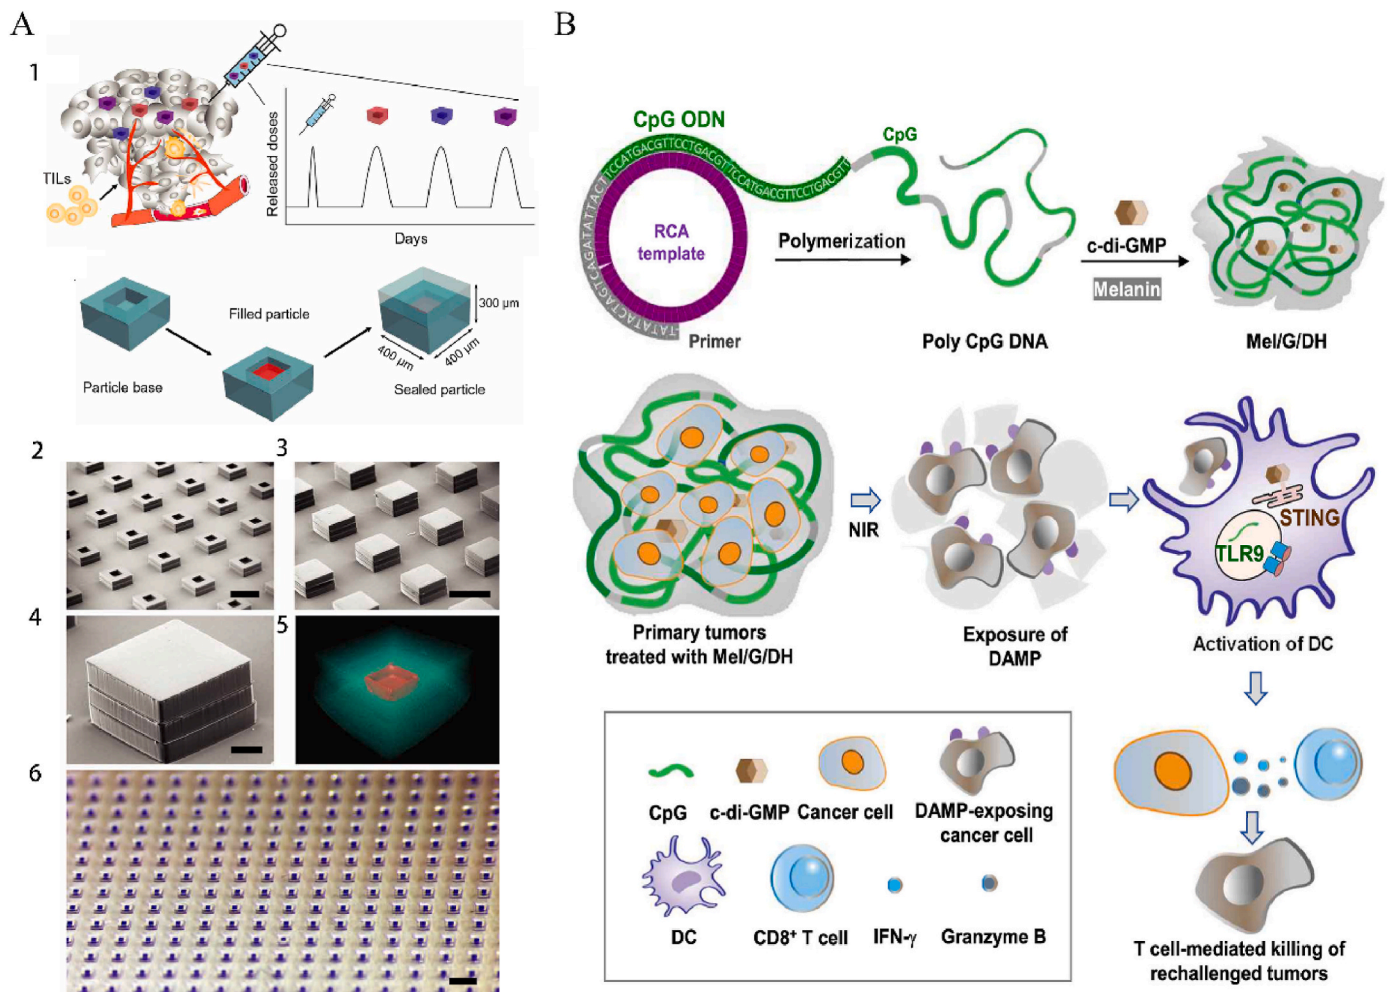 A
1
TILs
Released doses
Days
Filled particle
Particle base
Sealed particle
300 µm
400 µm
400 µm
2
3
4
5
6
B
CpG ODN
TCCATGACGTTCCTGACGTTCCATGACGTTCCTGACGTT
RCA
template
Primer
CpG
Polymerization
Poly CpG DNA
c-di-GMP
Melanin
Mel/G/DH
Primary tumors
treated with Mel/G/DH
NIR
Exposure of
DAMP
STING
TLR9
Activation of DC
CpG
c-di-GMP
Cancer cell
DAMP-exposing
cancer cell
DC
CD8⁺ T cell
IFN-γ
Granzyme B
T cell-mediated killing of
rechallenged tumors